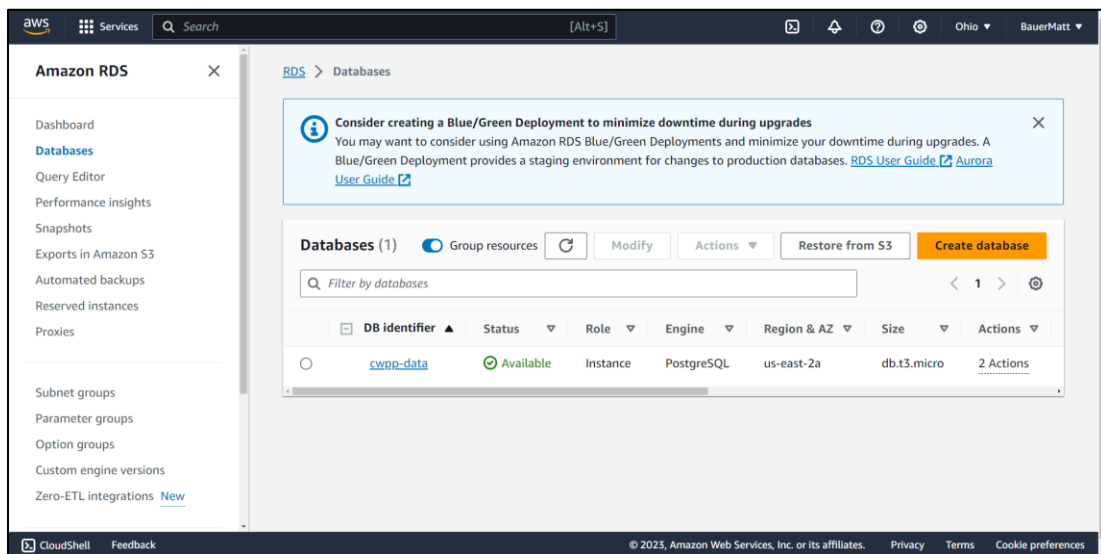 aws Services Search [Alt+S] Ohio ▼ BauerMatt ▼
Amazon RDS
Dashboard
Databases
Query Editor
Performance insights
Snapshots
Exports in Amazon S3
Automated backups
Reserved instances
Proxies
Subnet groups
Parameter groups
Option groups
Custom engine versions
Zero-ETL integrations New
RDS > Databases
Consider creating a Blue/Green Deployment to minimize downtime during upgrades
You may want to consider using Amazon RDS Blue/Green Deployments and minimize your downtime during upgrades. A
Blue/Green Deployment provides a staging environment for changes to production databases. RDS User Guide Aurora
User Guide
Databases (1) Group resources Modify Actions ▼ Restore from S3 Create database
Filter by databases < 1 >
DB identifier ▲ Status ▽ Role ▽ Engine ▽ Region & AZ ▽ Size ▽ Actions ▽
cwpp-data Available Instance PostgreSQL us-east-2a db.t3.micro 2 Actions
CloudShell Feedback © 2023, Amazon Web Services, Inc. or its affiliates. Privacy Terms Cookie preferences